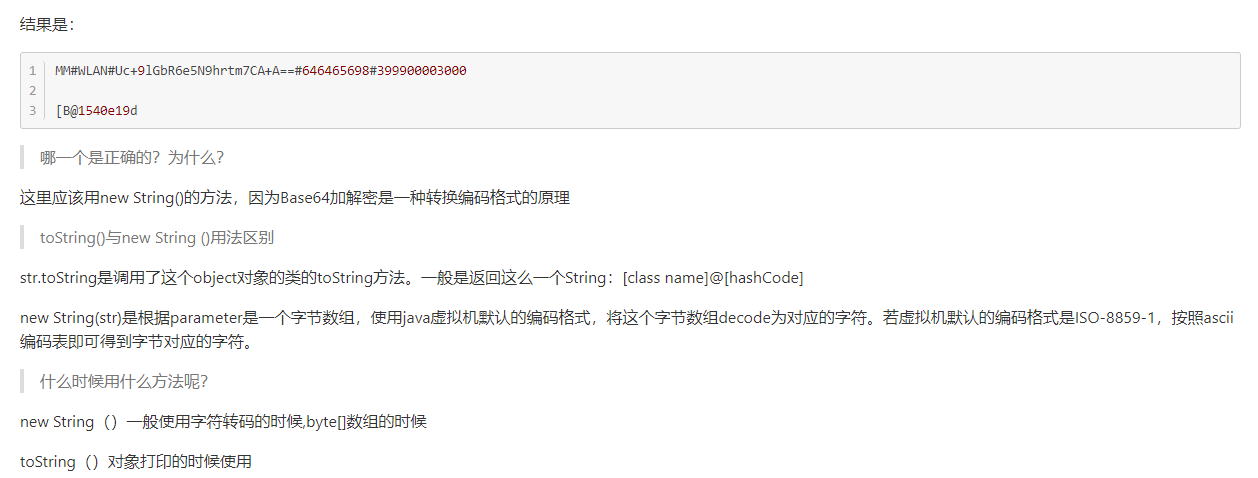 结果是：
1 MM#WLAN#Uc+9lGbR6e5N9hrtm7CA+A==#646465698#399900003000
2
3 [B@1540e19d
哪一个是正确的？为什么？
这里应该用new String()的方法，因为Base64加解密是一种转换编码格式的原理
toString()与new String ()用法区别
str.toString是调用了这个object对象的类的toString方法。一般是返回这么一个String：[class name]@[hashCode]
new String(str)是根据parameter是一个字节数组，使用java虚拟机默认的编码格式，将这个字节数组decode为对应的字符。若虚拟机默认的编码格式是ISO-8859-1，按照ascii
编码表即可得到字节对应的字符。
什么时候用什么方法呢？
new String（）一般使用字符转码的时候,byte[]数组的时候
toString（）对象打印的时候使用